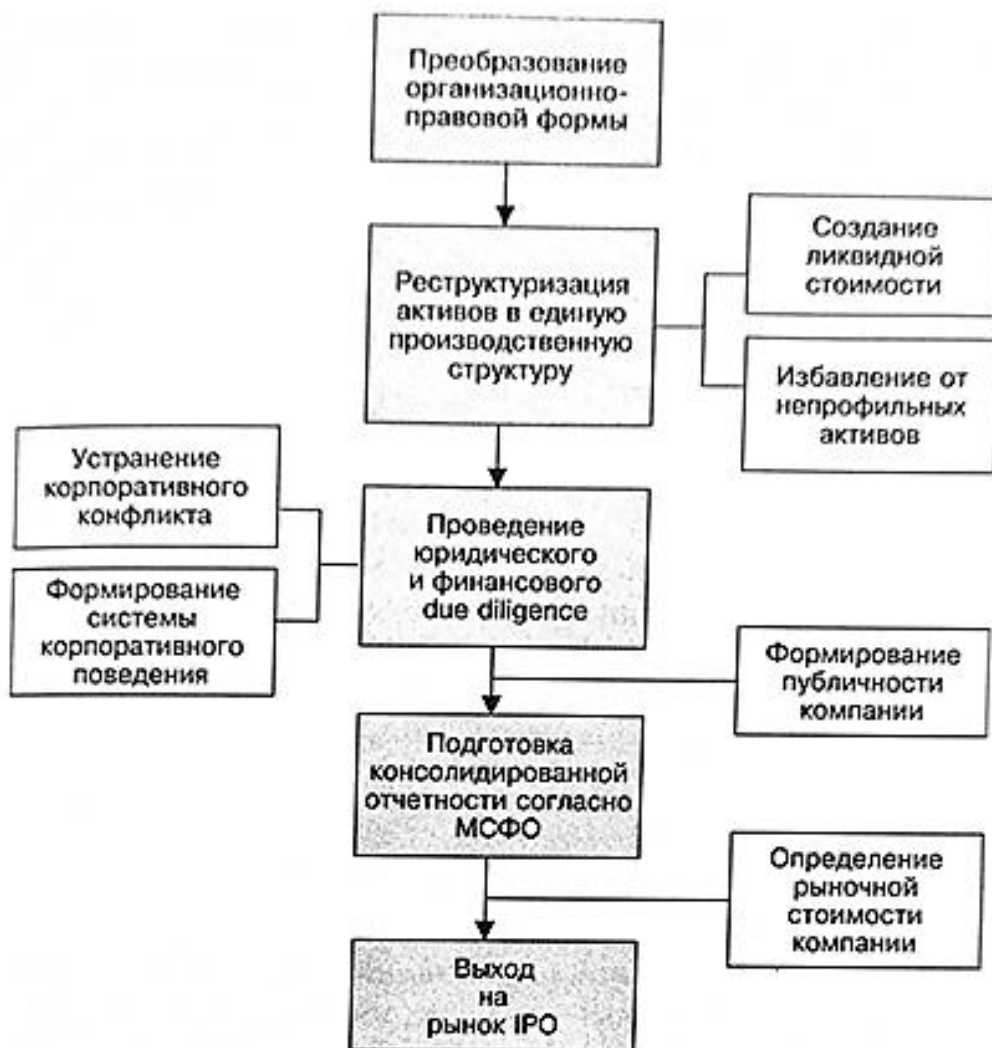 Преобразование
организационно-
правовой формы
Реструктуризация
активов в единую
производственную
структуру
Создание
ликвидной
стоимости
Избавление от
непрофильных
активов
Устранение
корпоративного
конфликта
Формирование
системы
корпоративного
поведения
Проведение
юридического
и финансового
due diligence
Формирование
публичности
компании
Подготовка
консолидированной
отчетности согласно
МСФО
Определение
рыночной
стоимости
компании
Выход
на
рынок IPO